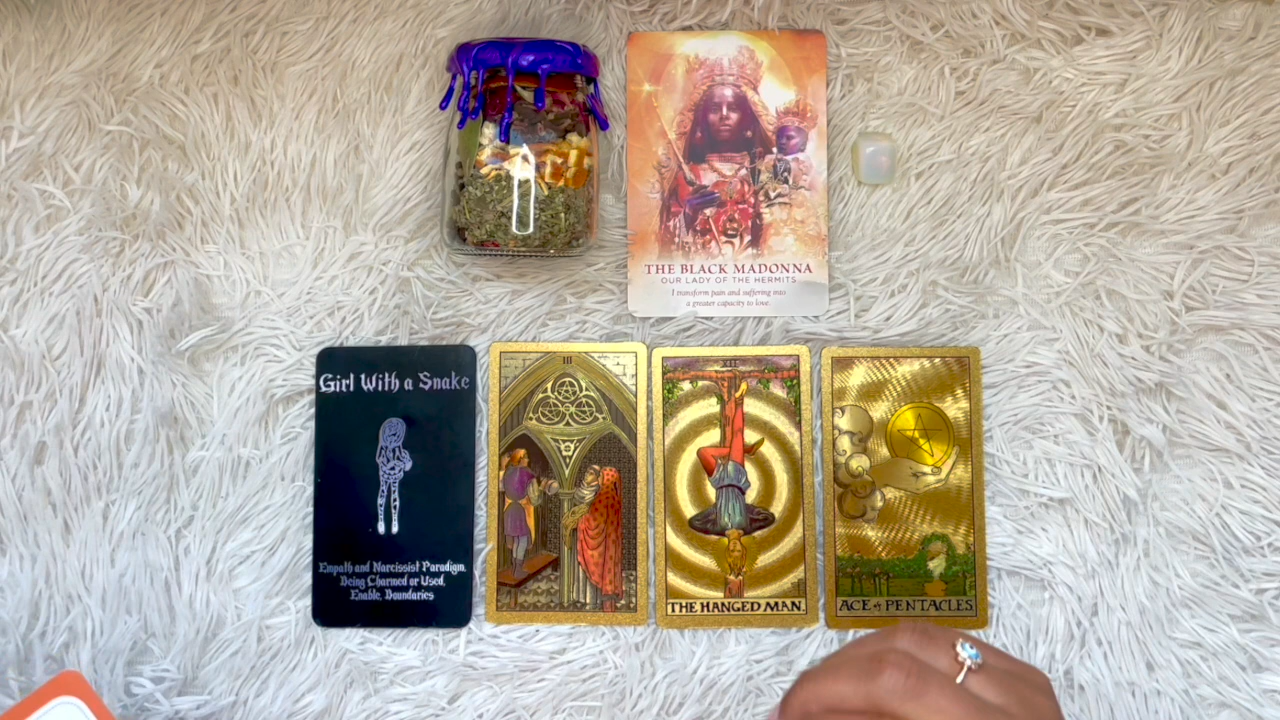 THE BLACK MADONNA
OUR LADY OF THE HERMITS
I transform pain and suffering into
a greater capacity to love.
Girl With a Snake
Empath and Narcissist Paradigm,
Being Charmed or Used,
Enable, Boundaries
III
XII
THE HANGED MAN.
ACE of PENTACLES